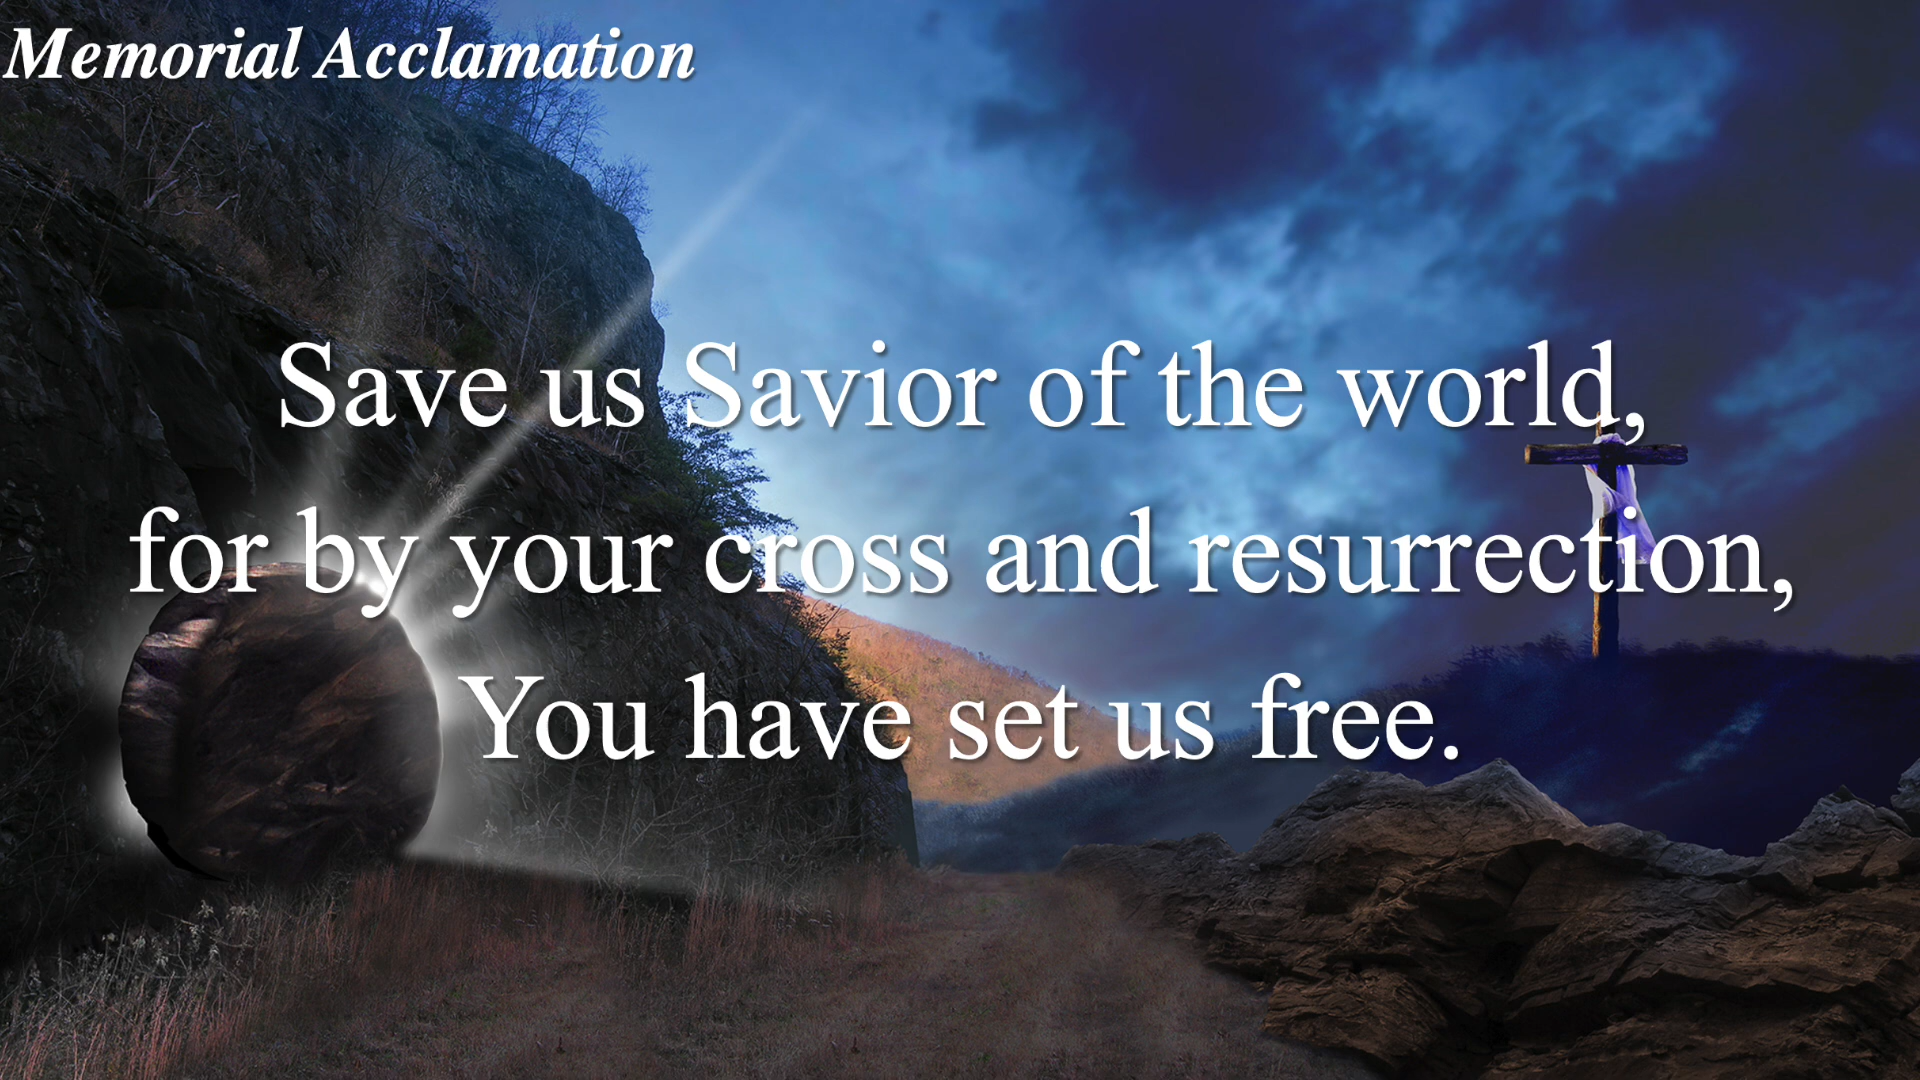 Memorial Acclamation
Save us Savior of the world,
for by your cross and resurrection,
You have set us free.